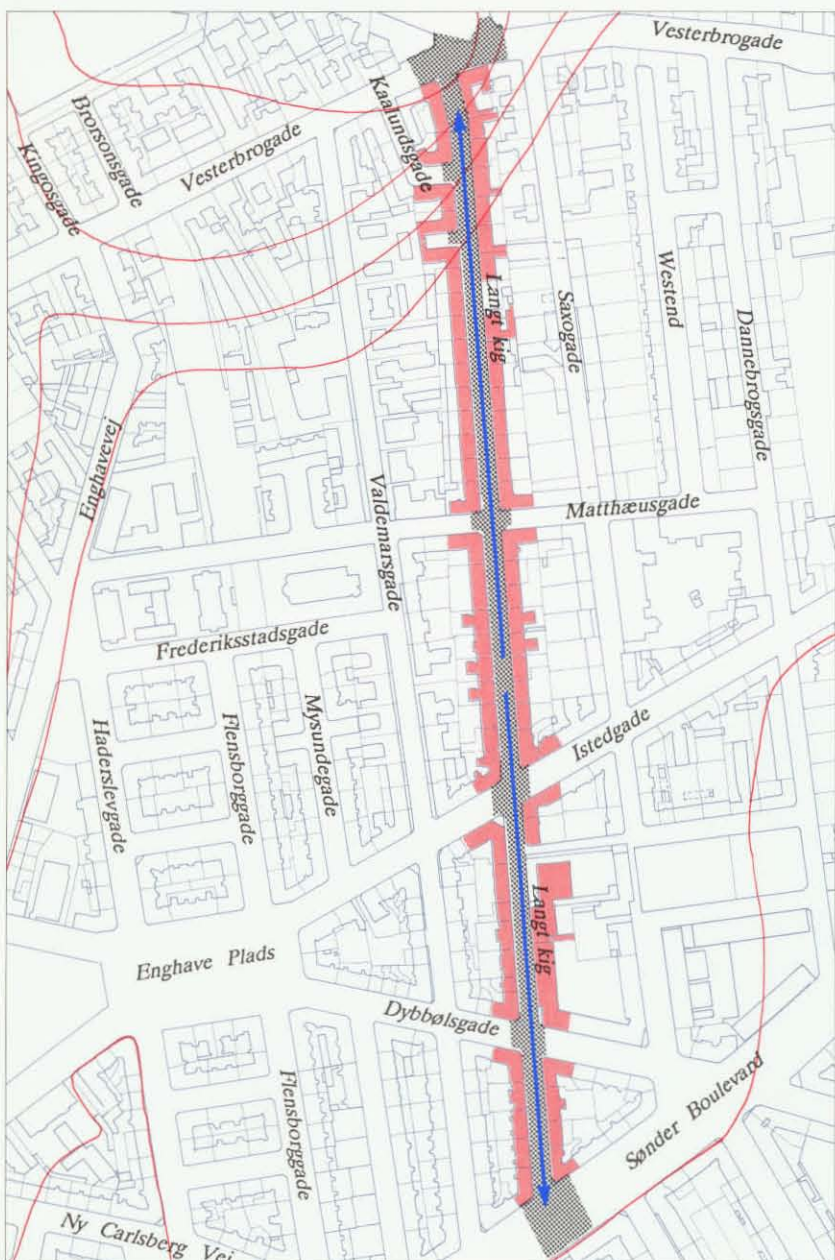 Vesterbrogade
Kaalundsgade
Brorsonsgade
Vesterbrogade
Kingosgade
Langt kig
Saxogade
Westend
Dannebrogsgade
Enghavevej
Valdemarsgade
Matthæusgade
Frederiksstadsgade
Istedgade
Haderslevgade
Flensborggade
Mysundegade
Langt kig
Enghave Plads
Dybbølsgade
Flensborggade
Sønder Boulevard
Ny Carlsberg Vej